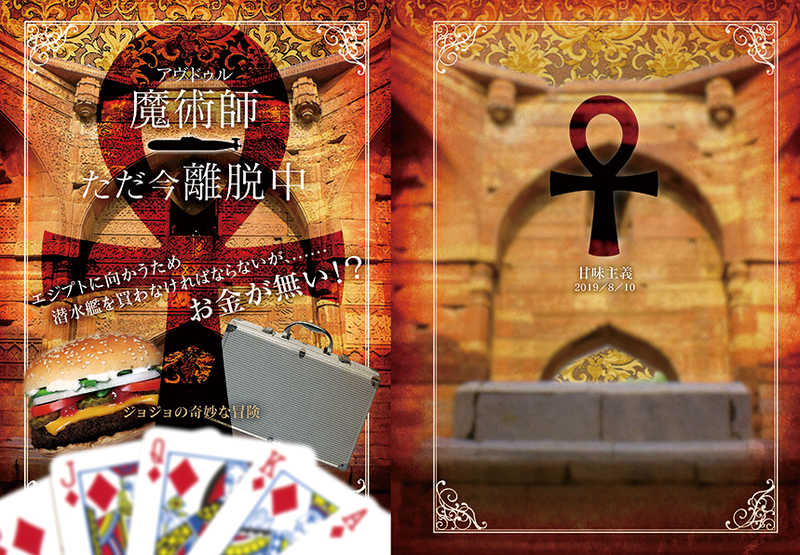 アヴドゥル
魔術師
ただ今離脱中
エジプトに向かうため
潜水艦を買わなければならないが、……
お金が無い!?
ジョジョの奇妙な冒険
J
Q
K
A
甘味主義
2019/8/10